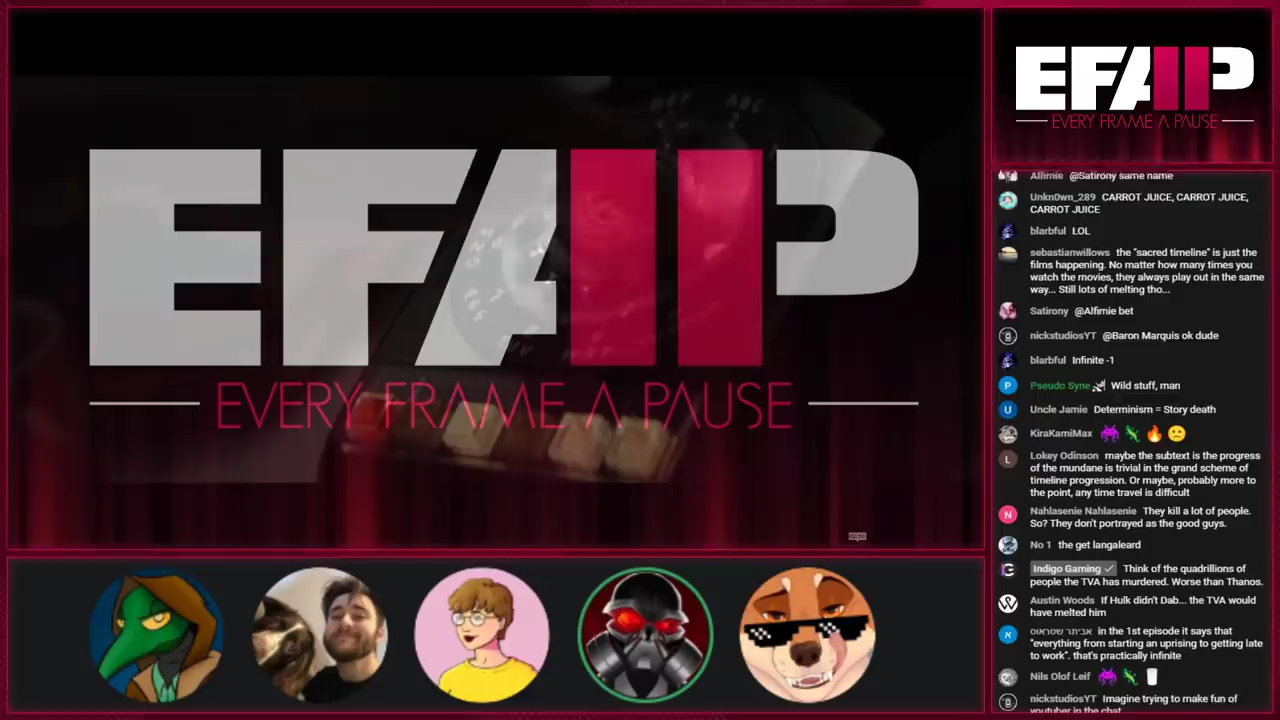 EFAP
EVERY FRAME A PAUSE
EFAP
EVERY FRAME A PAUSE
Alfimie @Satirony same name
Unkn0wn_289 CARROT JUICE, CARROT JUICE,
CARROT JUICE
blarbful LOL
sebastianwillows the "sacred timeline" is just the
films happening. No matter how many times you
watch the movies, they always play out in the same
way... Still lots of melting tho...
Satirony @Alfimie bet
nickstudiosYT @Baron Marquis ok dude
blarbful Infinite -1
Pseudo Syne Wild stuff, man
Uncle Jamie Determinism = Story death
KiraKamiMax
Lokey Odinson maybe the subtext is the progress
of the mundane is trivial in the grand scheme of
timeline progression. Or maybe, probably more to
the point, any time travel is difficult
Nahlasenie Nahlasenie They kill a lot of people.
So? They don't portrayed as the good guys.
No 1 the get langaleard
Indigo Gaming Think of the quadrillions of
people the TVA has murdered. Worse than Thanos.
Austin Woods If Hulk didn't Dab... the TVA would
have melted him
אביתר שטראוס in the 1st episode it says that
"everything from starting an uprising to getting late
to work". that's practically infinite
Nils Olof Leif
nickstudiosYT Imagine trying to make fun of
youtuber in the chat